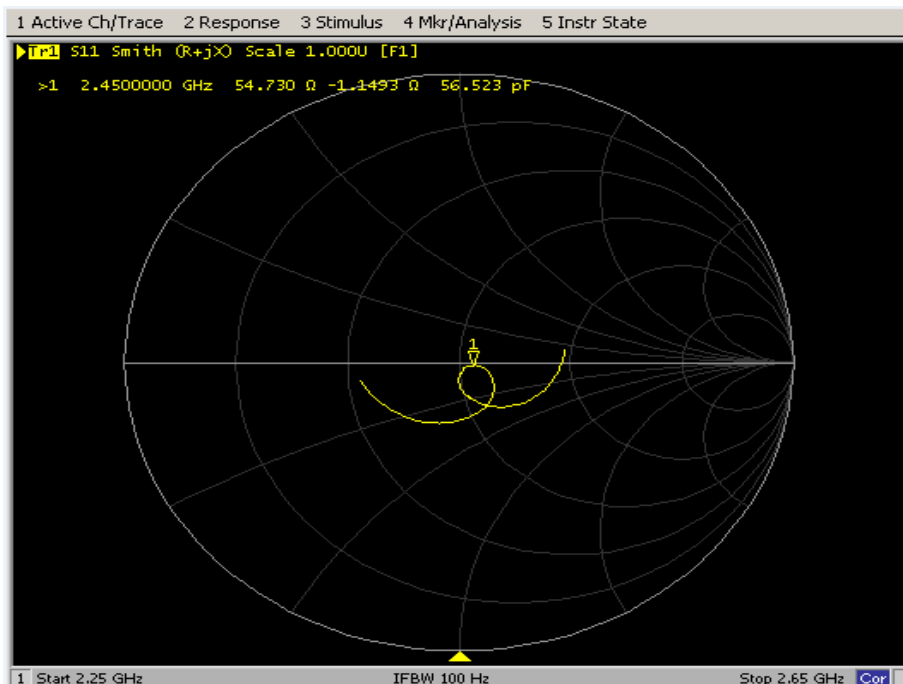 1 Active Ch/Trace 2 Response 3 Stimulus 4 Mkr/Analysis 5 Instr State
Tr1 S11 Smith (R+jX) Scale 1.000U [F1]
>1 2.4500000 GHz 54.730 Ω -1.1493 Ω 56.523 pF
1
1 Start 2.25 GHz IFBW 100 Hz Stop 2.65 GHz Cor